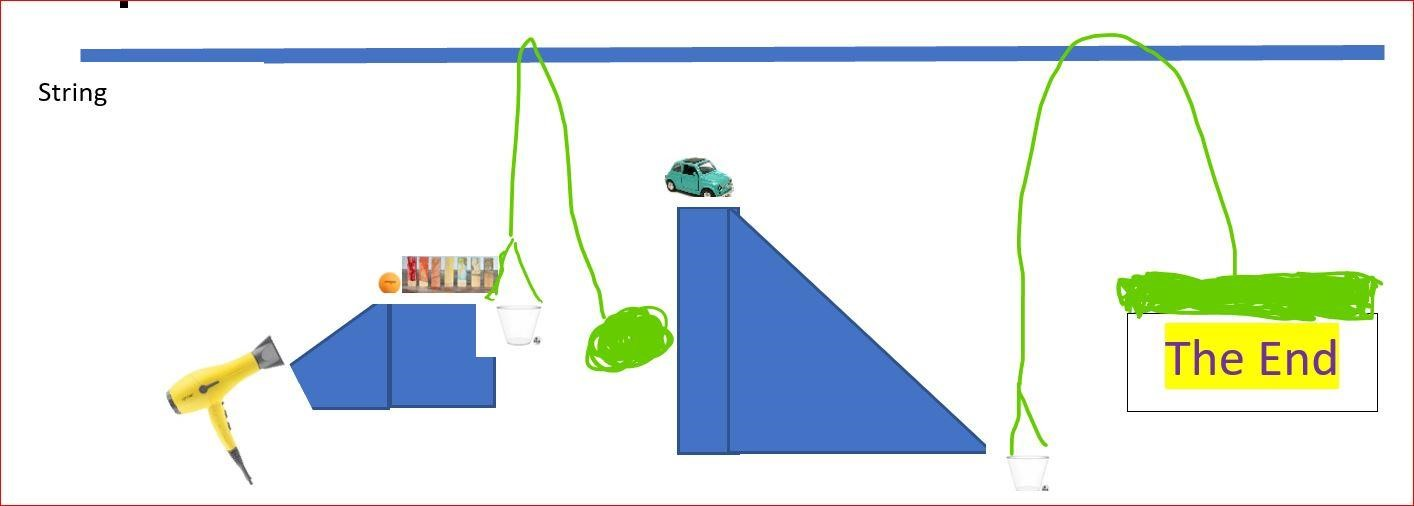 String
The End